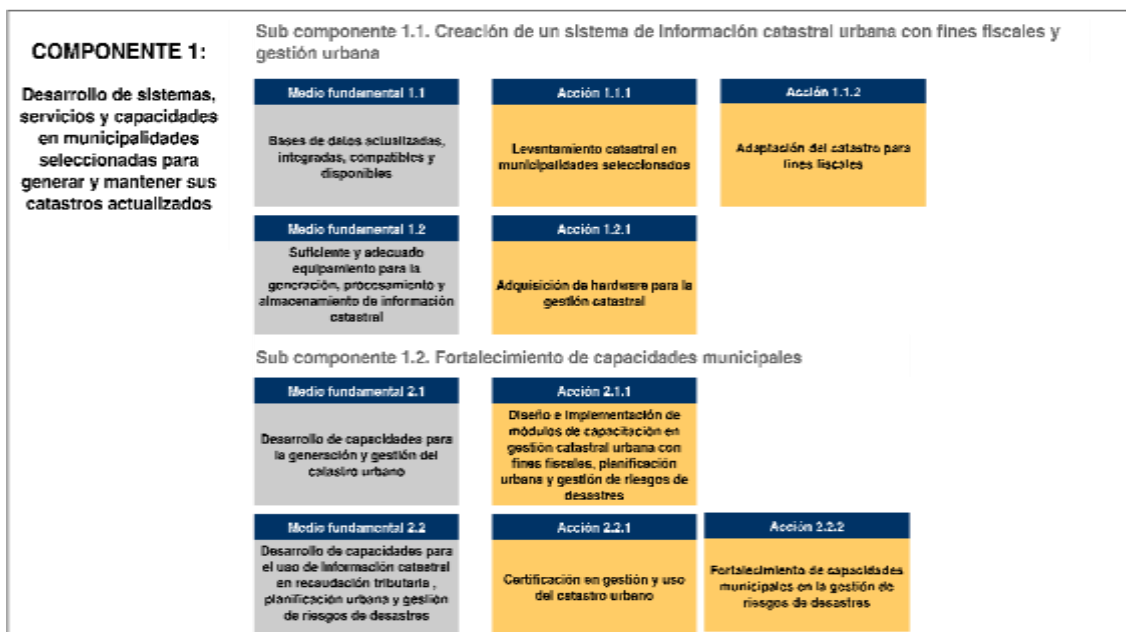 COMPONENTE 1:
Desarrollo de sistemas,
servicios y capacidades
en municipalidades
seleccionadas para
generar y mantener sus
catastros actualizados
Sub componente 1.1. Creación de un sistema de información catastral urbana con fines fiscales y
gestión urbana
Medio fundamental 1.1
Bases de datos actualizadas,
integradas, compatibles y
disponibles
Acción 1.1.1
Levantamiento catastral en
municipalidades seleccionados
Acción 1.1.2
Adaptación del catastro para
fines fiscales
Medio fundamental 1.2
Suficiente y adecuado
equipamiento para la
generación, procesamiento y
almacenamiento de información
catastral
Acción 1.2.1
Adquisición de hardware para la
gestión catastral
Sub componente 1.2. Fortalecimiento de capacidades municipales
Medio fundamental 2.1
Desarrollo de capacidades para
la generación y gestión del
catastro urbano
Acción 2.1.1
Diseño e implementación de
módulos de capacitación en
gestión catastral urbana con
fines fiscales, planificación
urbana y gestión de riesgos de
desastres
Medio fundamental 2.2
Desarrollo de capacidades para
el uso de información catastral
en recaudación tributaria ,
planificación urbana y gestión
de riesgos de desastres
Acción 2.2.1
Certificación en gestión y uso
del catastro urbano
Acción 2.2.2
Fortalecimiento de capacidades
municipales en la gestión de
riesgos de desastres